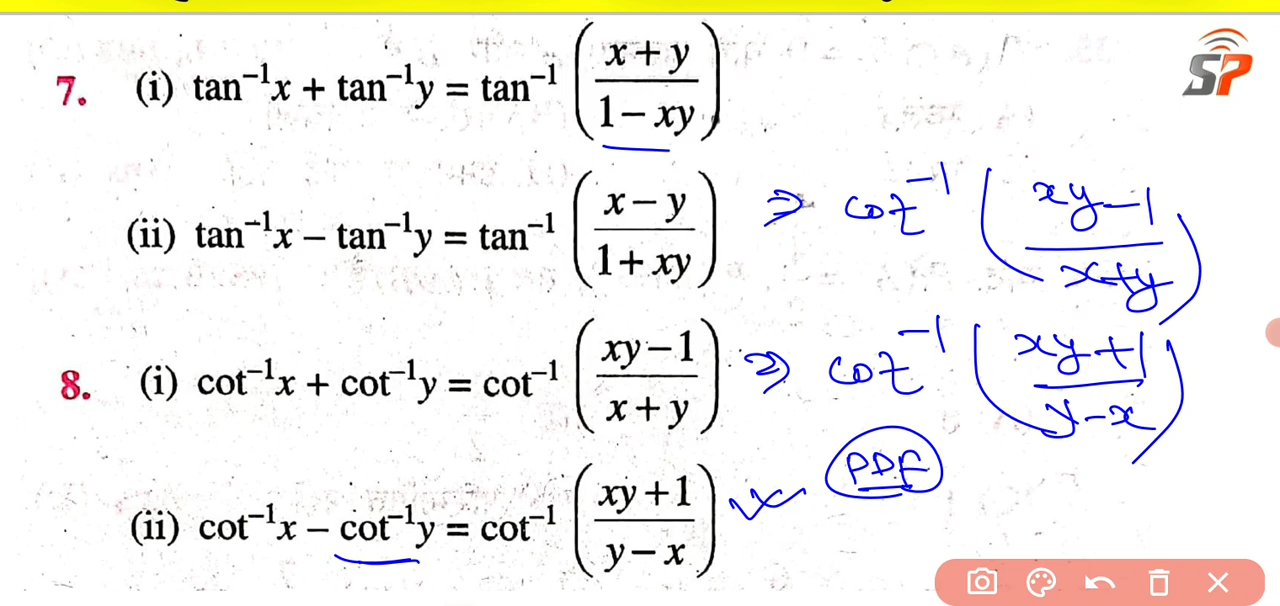 7. (i) tan⁻¹x + tan⁻¹y = tan⁻¹ ((x+y)/(1−xy))
SP
(ii) tan⁻¹x − tan⁻¹y = tan⁻¹ ((x−y)/(1+xy)) ⇒ cot⁻¹ ((xy−1)/(x+y))
8. (i) cot⁻¹x + cot⁻¹y = cot⁻¹ ((xy−1)/(x+y)) ⇒ cot⁻¹ ((xy+1)/(y−x))
PDF
(ii) cot⁻¹x − cot⁻¹y = cot⁻¹ ((xy+1)/(y−x))